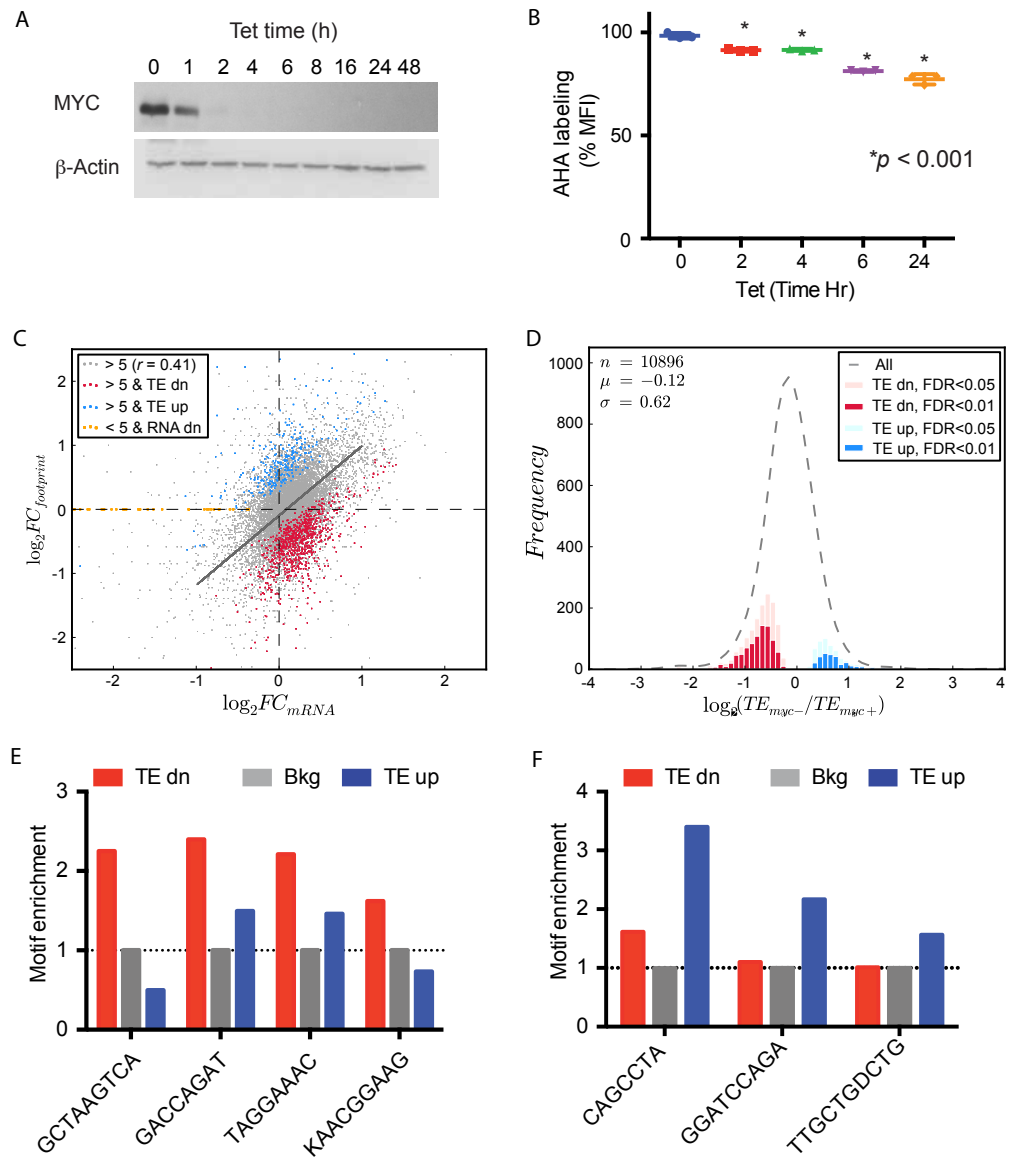 A
Tet time (h)
0 1 2 4 6 8 16 24 48
MYC
β-Actin
B
AHA labeling
(% MFI)
100
50
0
* * * *
*p < 0.001
0 2 4 6 24
Tet (Time Hr)
C
> 5 (r = 0.41)
> 5 & TE dn
> 5 & TE up
< 5 & RNA dn
log₂FC_footprint
2
1
0
-1
-2
-2 -1 0 1 2
log₂FC_mRNA
D
n = 10896
μ = −0.12
σ = 0.62
All
TE dn, FDR<0.05
TE dn, FDR<0.01
TE up, FDR<0.05
TE up, FDR<0.01
Frequency
1000
800
600
400
200
0
-4 -3 -2 -1 0 1 2 3 4
log₂(TE_myc−/TE_myc+)
E
TE dn Bkg TE up
Motif enrichment
3
2
1
0
GCTAAGTCA
GACCAGAT
TAGGAAAC
KAACGGAAG
F
TE dn Bkg TE up
Motif enrichment
4
3
2
1
0
CAGCCTA
GGATCCAGA
TTGCTGDCTG